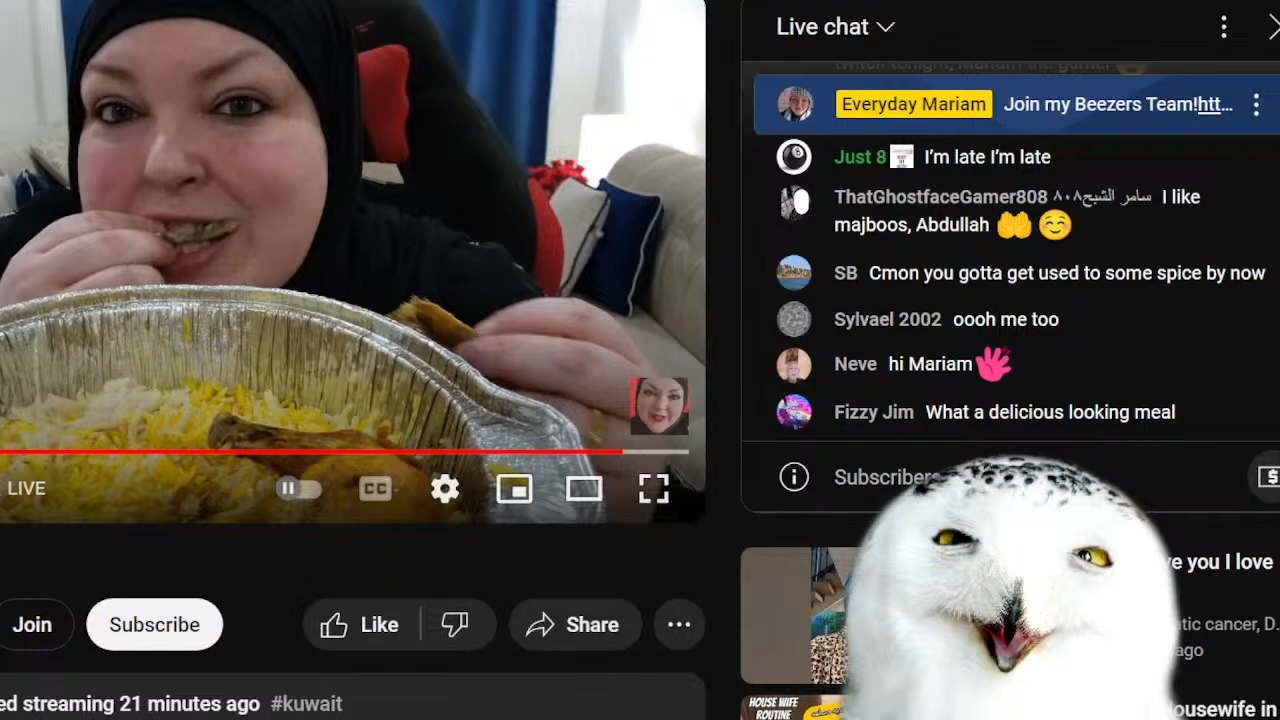 Live chat
Everyday Mariam Join my Beezers Team!htt...
Just 8 I'm late I'm late
ThatGhostfaceGamer808 سامر الشبح٨٠٨ I like
majboos, Abdullah 🤲 ☺️
SB Cmon you gotta get used to some spice by now
Sylvael 2002 oooh me too
Neve hi Mariam
Fizzy Jim What a delicious looking meal
Subscribers
LIVE
CC
Join
Subscribe
Like
Share
ed streaming 21 minutes ago #kuwait
ve you I love
tic cancer, D.
ago
HOUSE WIFE
ROUTINE
ousewife in